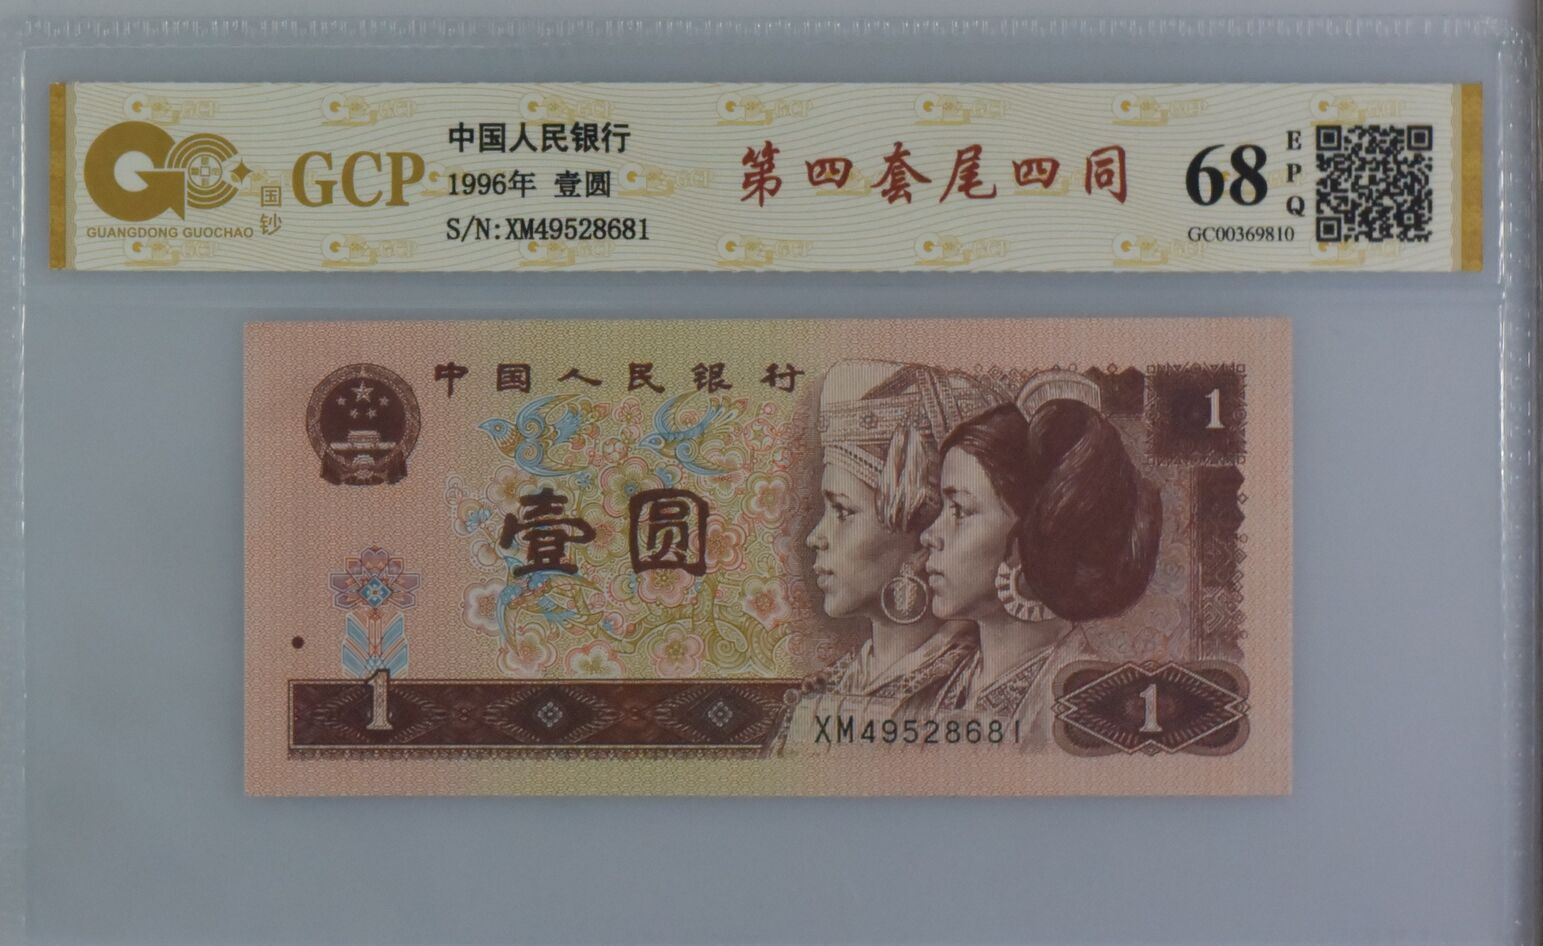 GCP
国钞
GUANGDONG GUOCHAO
中国人民银行
1996年 壹圆
S/N:XM49528681
第四套尾四同
68
EPQ
GC00369810
中国人民银行
1
壹圆
1
XM49528681
1